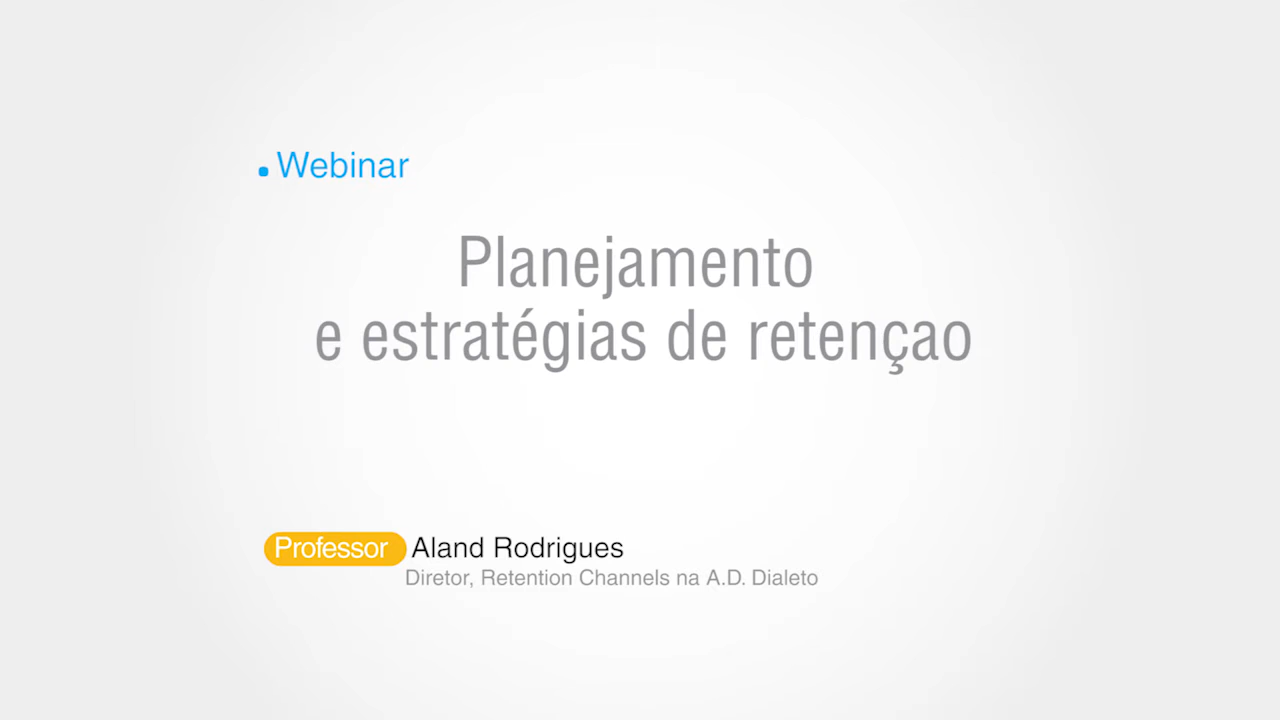 Webinar
Planejamento
e estratégias de retençao
Professor Aland Rodrigues
Diretor, Retention Channels na A.D. Dialeto